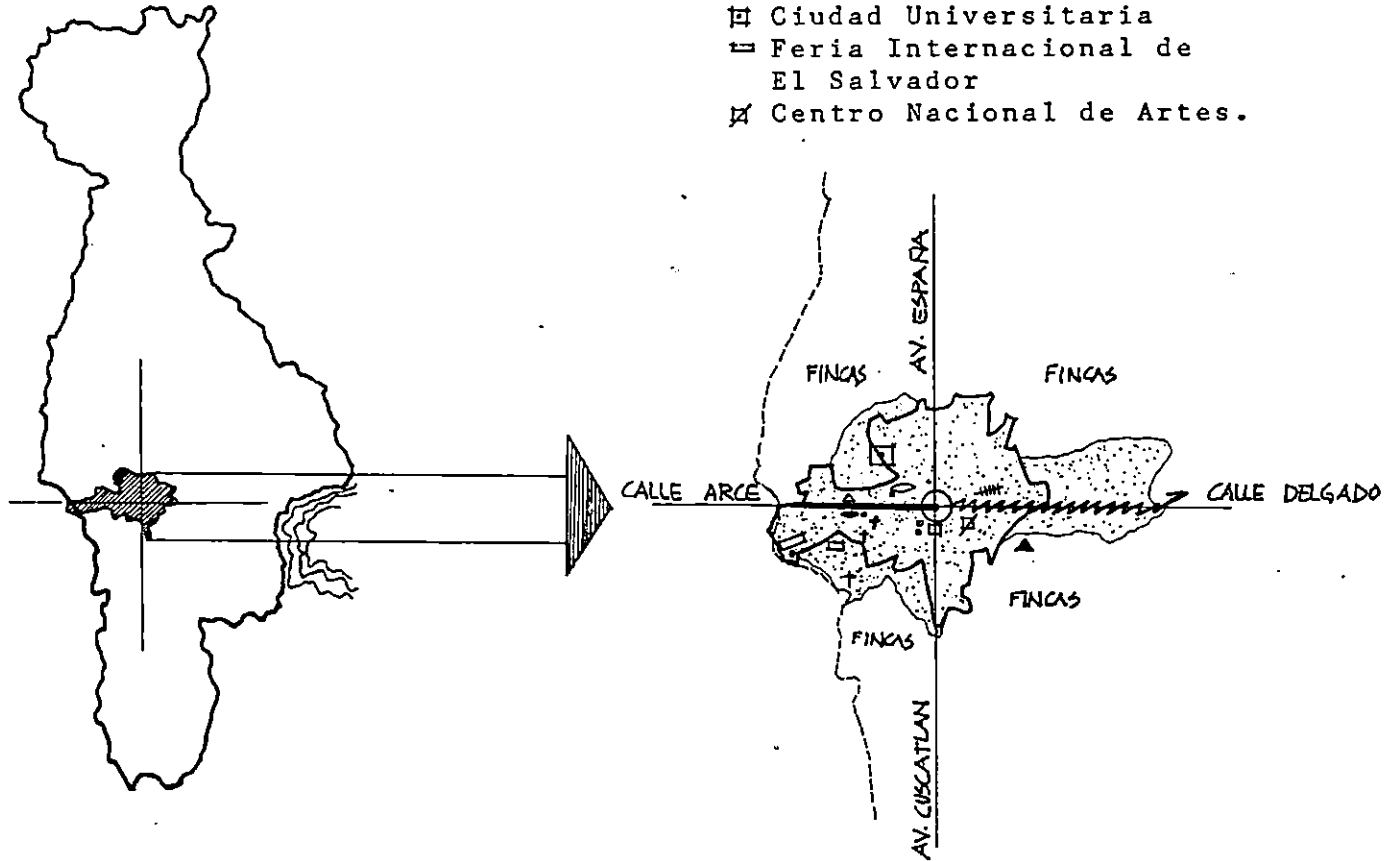 Ciudad Universitaria
Feria Internacional de
El Salvador
Centro Nacional de Artes.
AV. ESPAÑA
FINCAS
FINCAS
CALLE ARCE
CALLE DELGADO
FINCAS
FINCAS
AV. CUSCATLAN